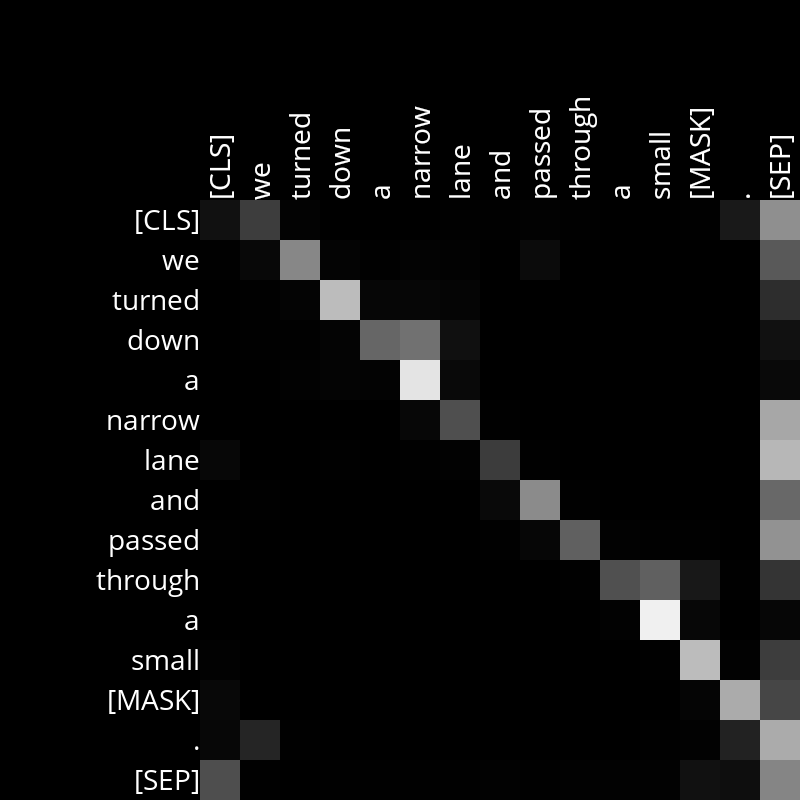 [CLS] we turned down a narrow lane and passed through a small [MASK] . [SEP]
[CLS]
we
turned
down
a
narrow
lane
and
passed
through
a
small
[MASK]
.
[SEP]